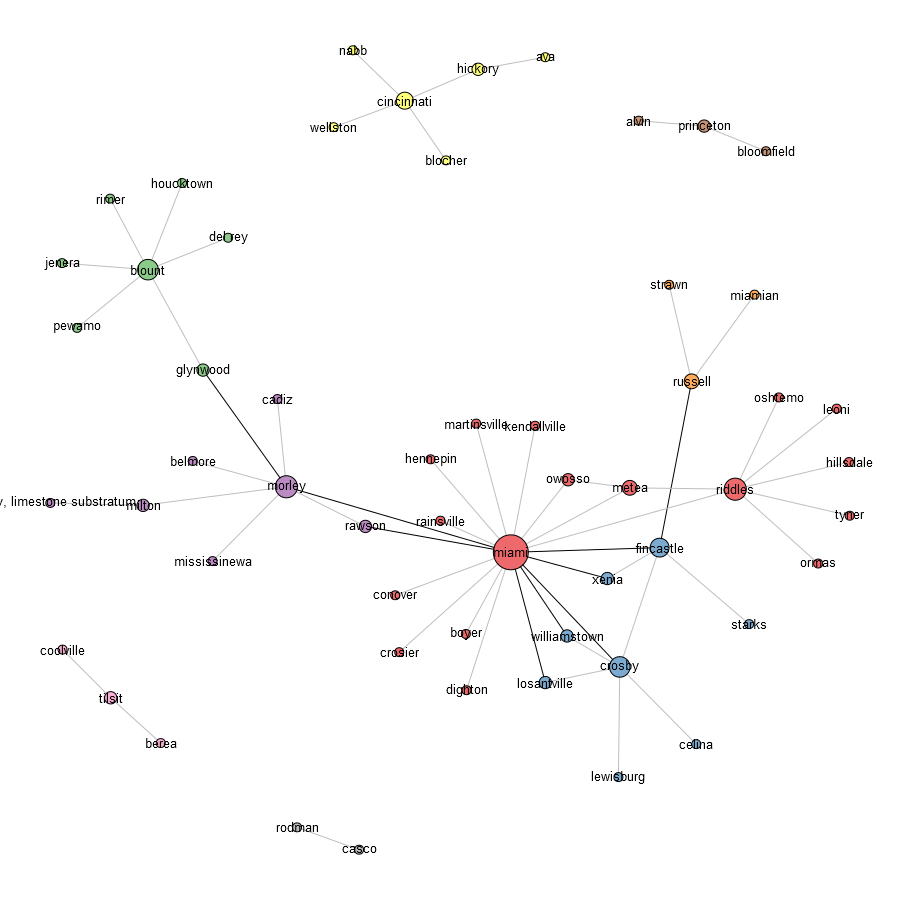 nabb
hickory
ava
cincinnati
wellston
blocher
alvin
princeton
bloomfield
houcktown
rimer
delrey
jenera
blount
pewamo
glynwood
strawn
miamian
russell
cadiz
oshtemo
leoni
martinsville
kendallville
hennepin
belmore
hillsdale
owosso
metea
riddles
morley
, limestone substratum
milton
tyner
rawson
rainsville
miami
fincastle
mississinewa
ormas
xenia
conover
starks
boyer
williamstown
crosier
coolville
crosby
losantville
dighton
tilsit
berea
celina
lewisburg
rodman
casco